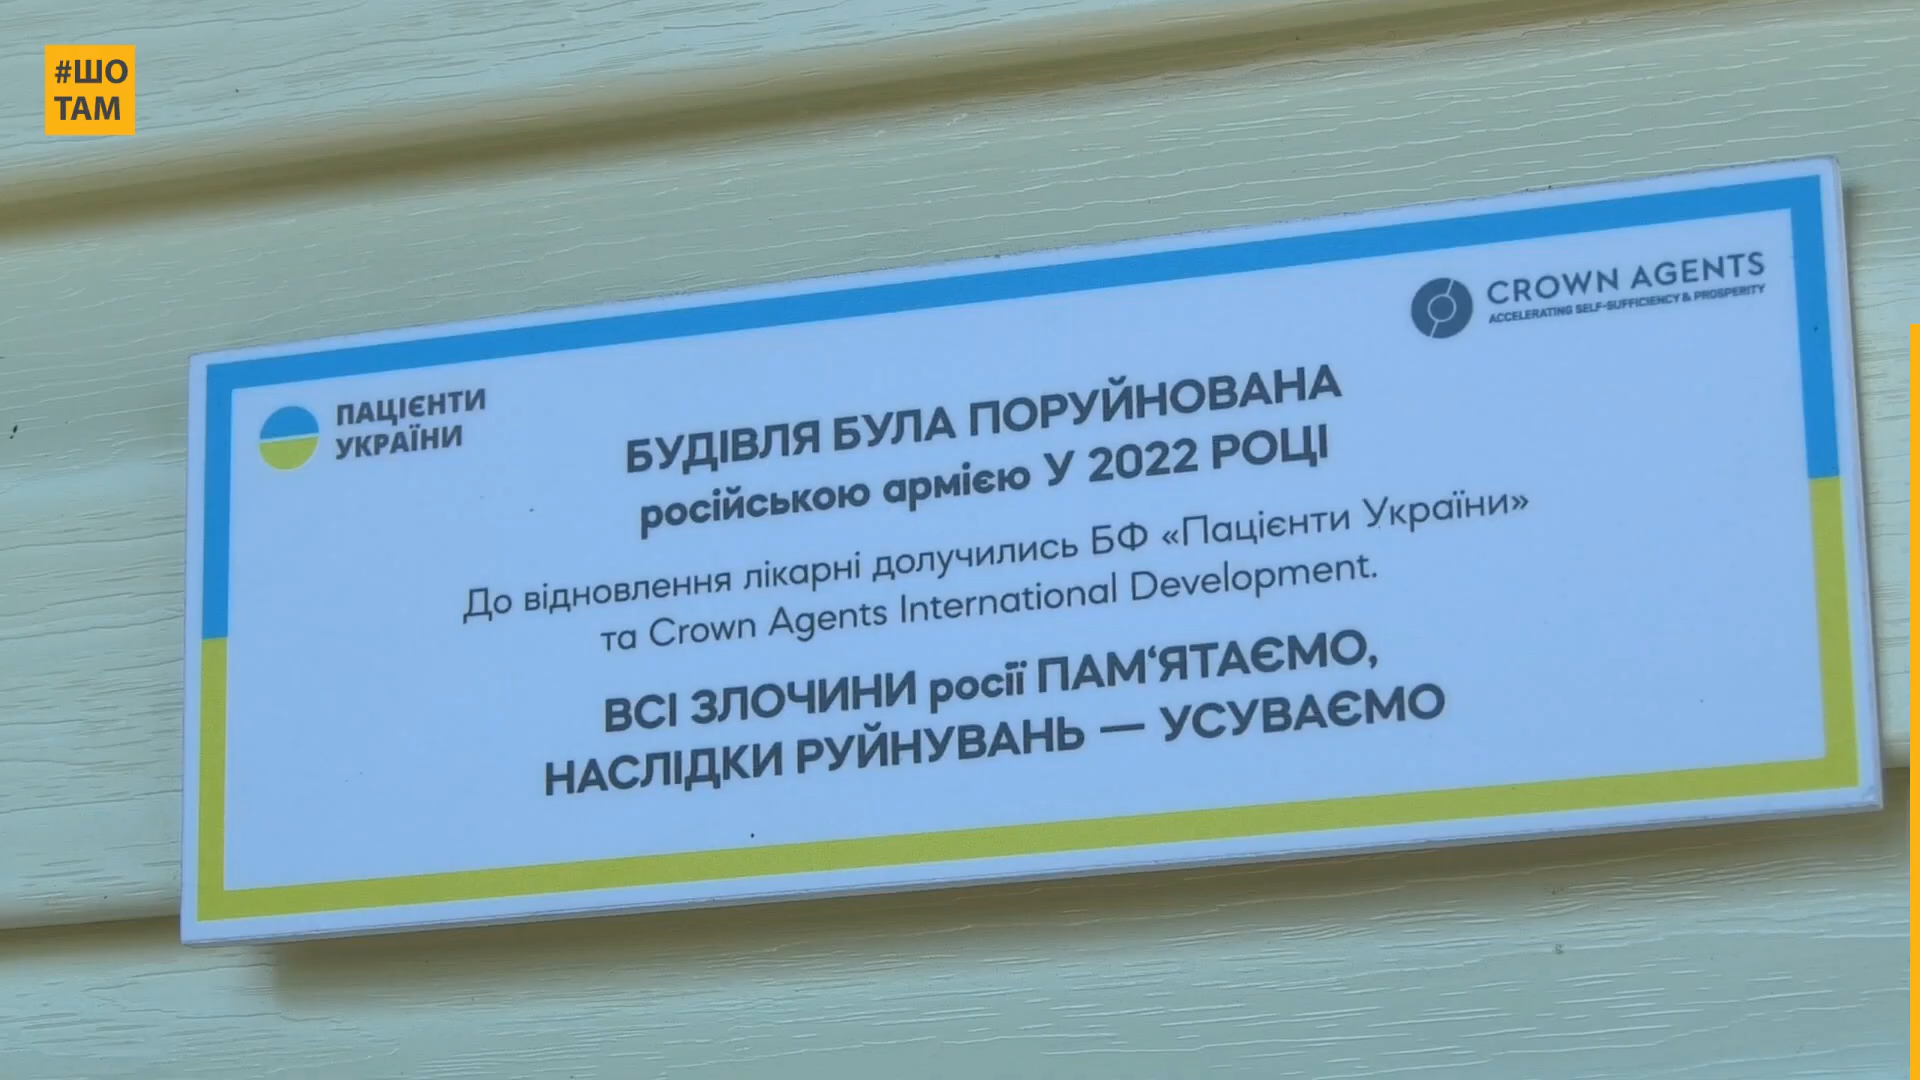 #ШО
ТАМ
ПАЦІЄНТИ
УКРАЇНИ
CROWN AGENTS
ACCELERATING SELF-SUFFICIENCY & PROSPERITY
БУДІВЛЯ БУЛА ПОРУЙНОВАНА
російською армією У 2022 РОЦІ
До відновлення лікарні долучились БФ «Пацієнти України»
та Crown Agents International Development.
ВСІ ЗЛОЧИНИ росії ПАМ‘ЯТАЄМО,
НАСЛІДКИ РУЙНУВАНЬ — УСУВАЄМО